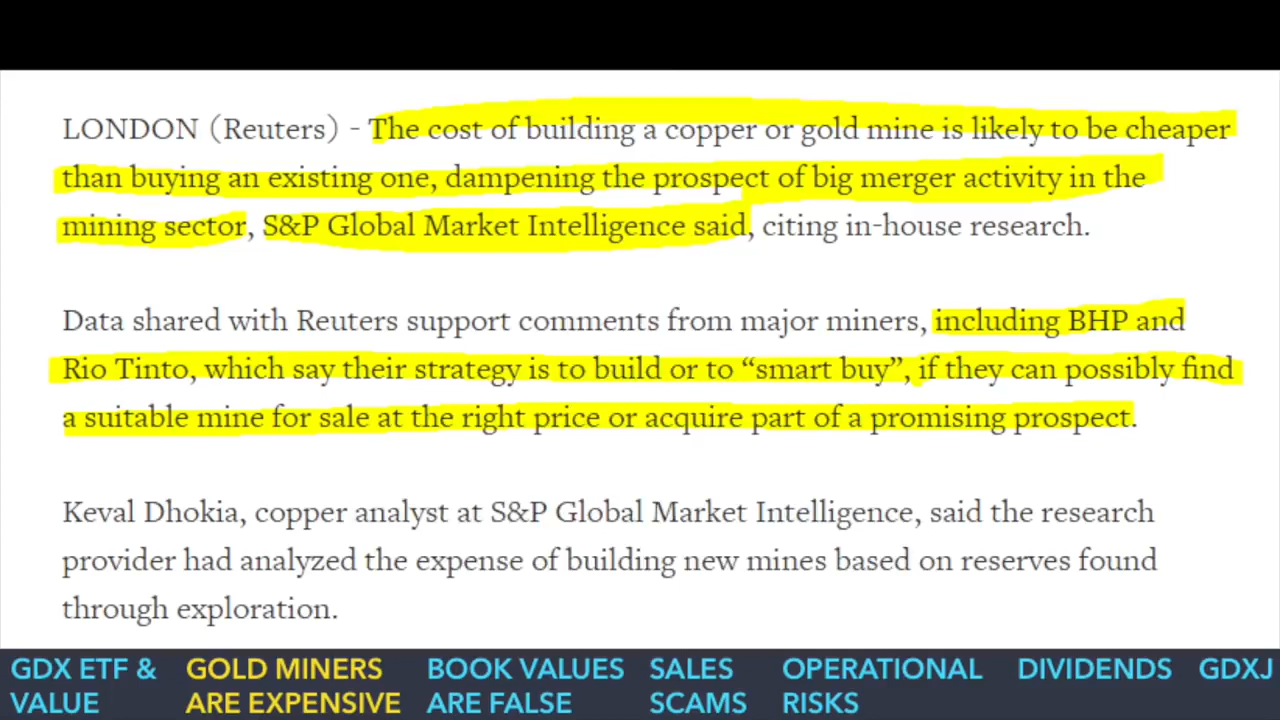 LONDON (Reuters) - The cost of building a copper or gold mine is likely to be cheaper
than buying an existing one, dampening the prospect of big merger activity in the
mining sector, S&P Global Market Intelligence said, citing in-house research.
Data shared with Reuters support comments from major miners, including BHP and
Rio Tinto, which say their strategy is to build or to “smart buy”, if they can possibly find
a suitable mine for sale at the right price or acquire part of a promising prospect.
Keval Dhokia, copper analyst at S&P Global Market Intelligence, said the research
provider had analyzed the expense of building new mines based on reserves found
through exploration.
GDX ETF & VALUE
GOLD MINERS ARE EXPENSIVE
BOOK VALUES ARE FALSE
SALES SCAMS
OPERATIONAL RISKS
DIVIDENDS
GDXJ